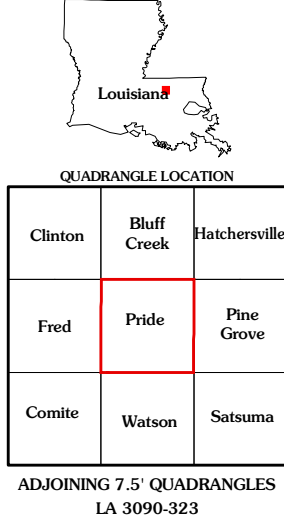 Louisiana
QUADRANGLE LOCATION
Clinton
Bluff
Creek
Hatchersville
Fred
Pride
Pine
Grove
Comite
Watson
Satsuma
ADJOINING 7.5' QUADRANGLES
LA 3090-323